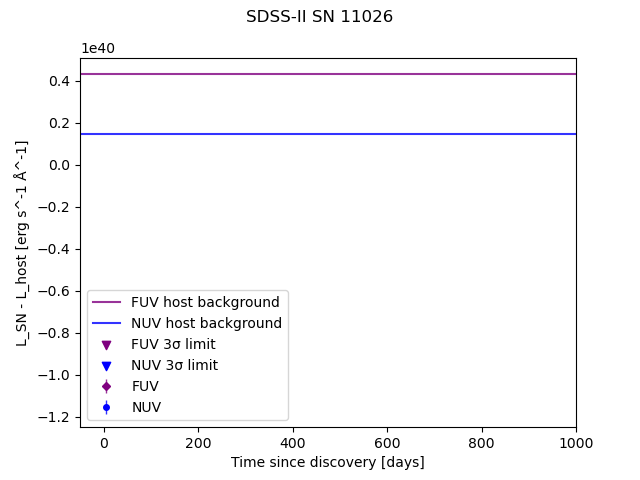 SDSS-II SN 11026
1e40
0.4
0.2
0.0
−0.2
−0.4
−0.6
−0.8
−1.0
−1.2
L_SN - L_host [erg s^-1 Å^-1]
FUV host background
NUV host background
FUV 3σ limit
NUV 3σ limit
FUV
NUV
0 200 400 600 800 1000
Time since discovery [days]